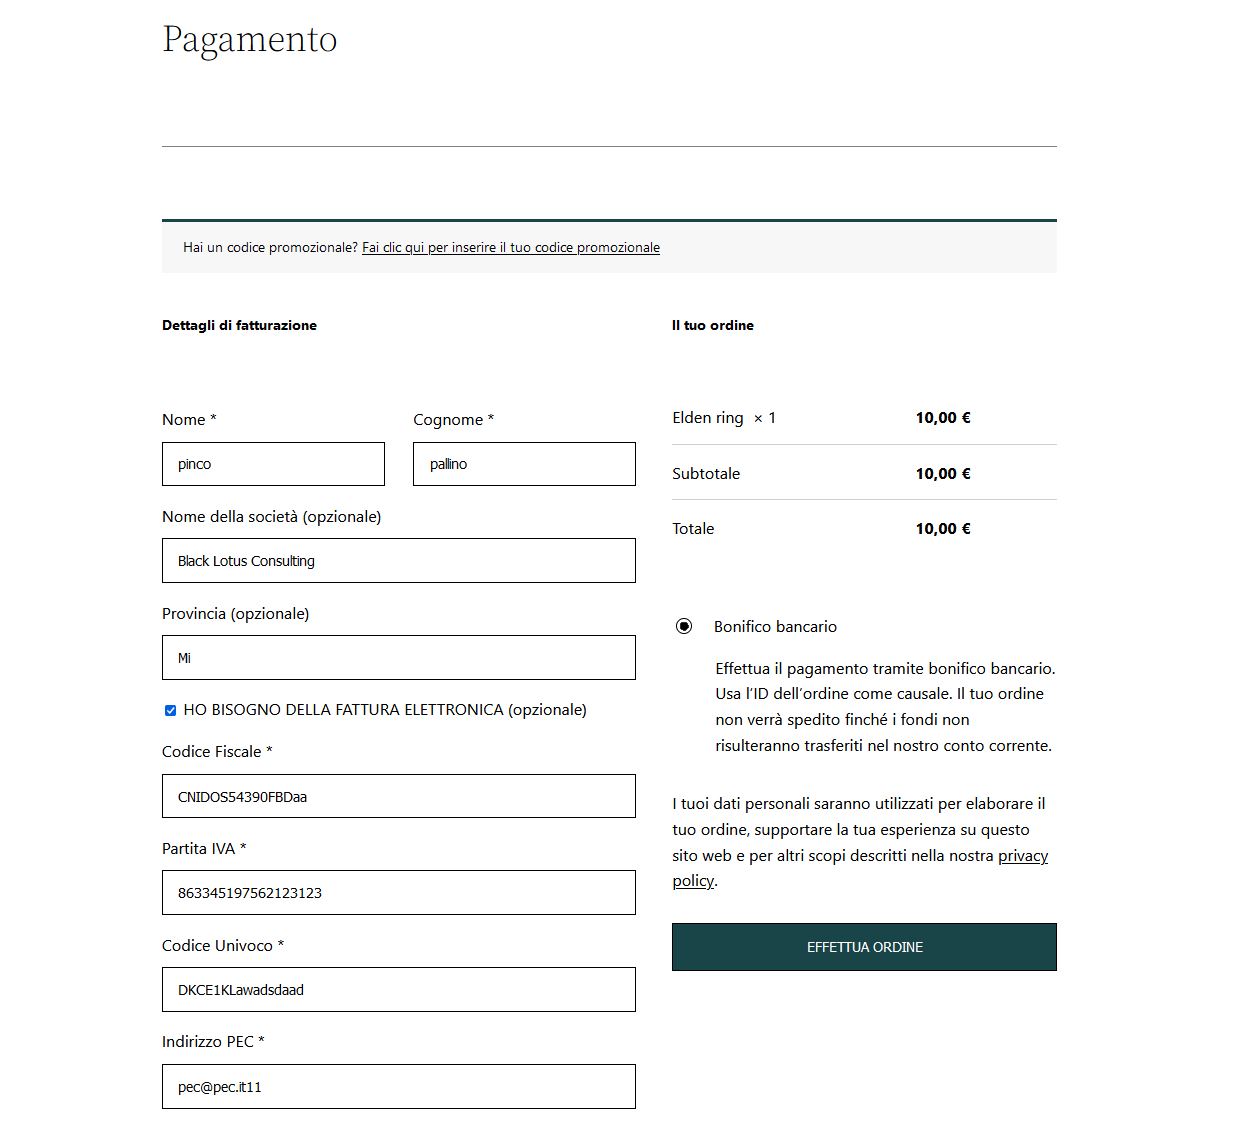 Pagamento
Hai un codice promozionale? Fai clic qui per inserire il tuo codice promozionale
Dettagli di fatturazione
Nome *
Cognome *
pinco
pallino
Nome della società (opzionale)
Black Lotus Consulting
Provincia (opzionale)
Mi
HO BISOGNO DELLA FATTURA ELETTRONICA (opzionale)
Codice Fiscale *
CNIDOS54390FBDaa
Partita IVA *
863345197562123123
Codice Univoco *
DKCE1KLawadsdaad
Indirizzo PEC *
pec@pec.it11
Il tuo ordine
Elden ring × 1 10,00 €
Subtotale 10,00 €
Totale 10,00 €
Bonifico bancario
Effettua il pagamento tramite bonifico bancario.
Usa l’ID dell’ordine come causale. Il tuo ordine
non verrà spedito finché i fondi non
risulteranno trasferiti nel nostro conto corrente.
I tuoi dati personali saranno utilizzati per elaborare il
tuo ordine, supportare la tua esperienza su questo
sito web e per altri scopi descritti nella nostra privacy
policy.
EFFETTUA ORDINE